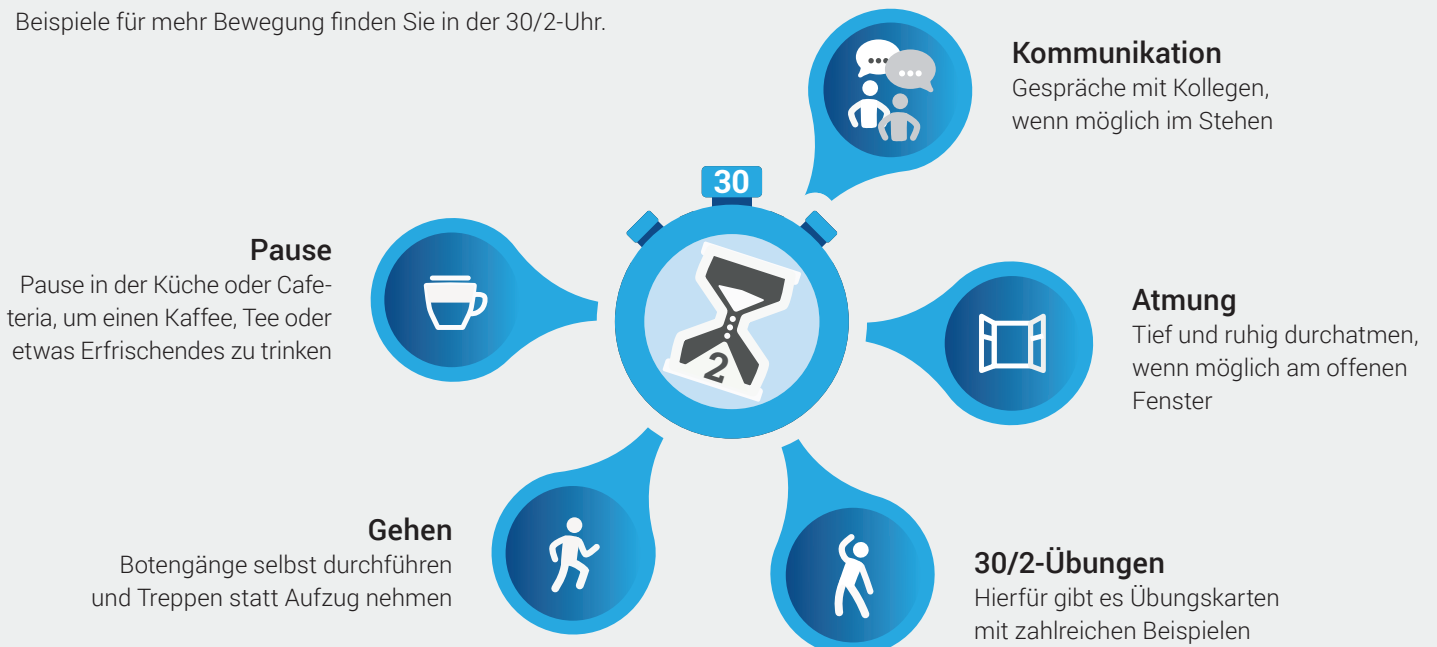 Beispiele für mehr Bewegung finden Sie in der 30/2-Uhr.
Kommunikation
Gespräche mit Kollegen,
wenn möglich im Stehen
30
2
Pause
Pause in der Küche oder Cafe-
teria, um einen Kaffee, Tee oder
etwas Erfrischendes zu trinken
Atmung
Tief und ruhig durchatmen,
wenn möglich am offenen
Fenster
Gehen
Botengänge selbst durchführen
und Treppen statt Aufzug nehmen
30/2-Übungen
Hierfür gibt es Übungskarten
mit zahlreichen Beispielen